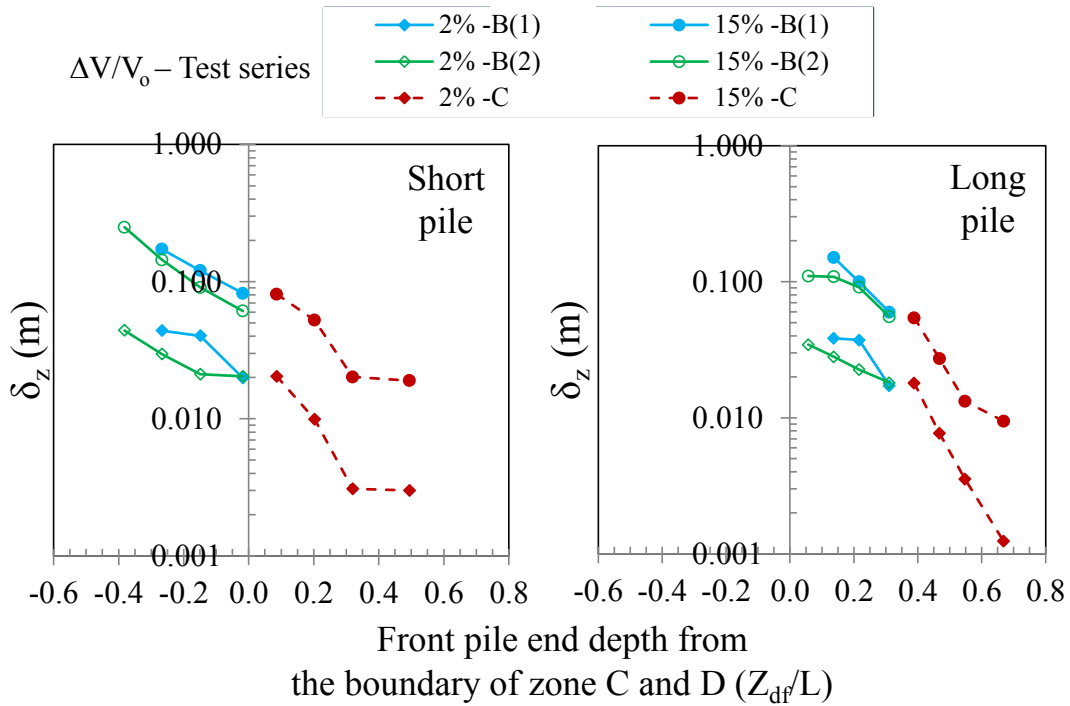 ΔV/Vo – Test series
2% -B(1)
15% -B(1)
2% -B(2)
15% -B(2)
2% -C
15% -C
1.000
0.100
0.010
0.001
-0.6 -0.4 -0.2 0.0 0.2 0.4 0.6 0.8
δz (m)
Short
pile
1.000
0.100
0.010
0.001
-0.6 -0.4 -0.2 0.0 0.2 0.4 0.6 0.8
δz (m)
Long
pile
Front pile end depth from
the boundary of zone C and D (Zdf/L)